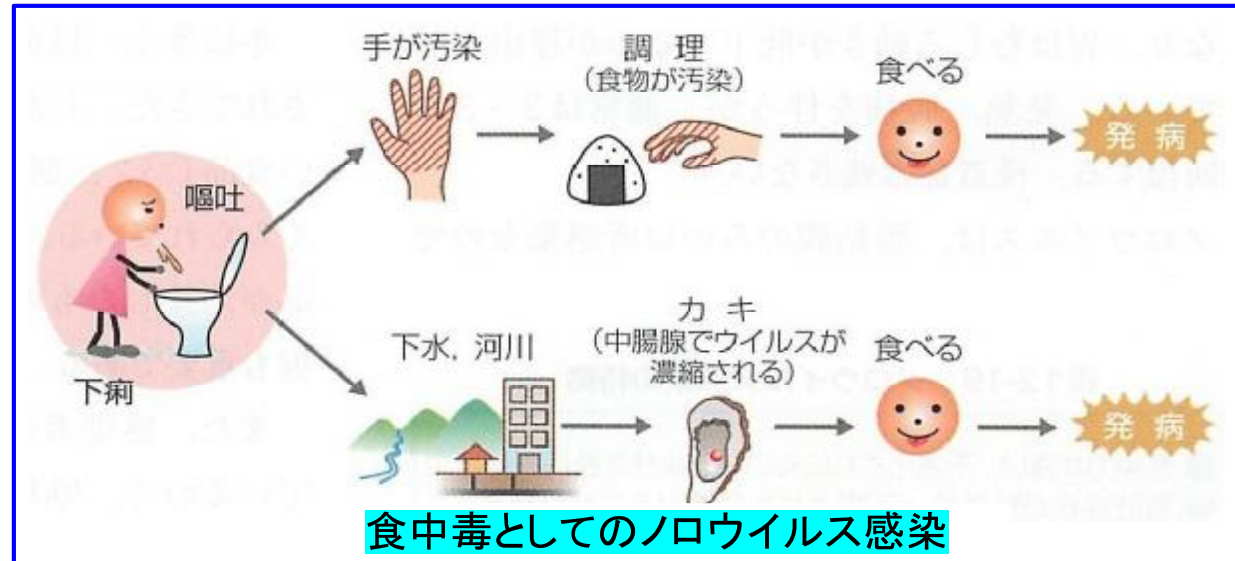 手が汚染
調 理
(食物が汚染)
食べる
発 病
嘔吐
下痢
下水, 河川
カ キ
(中腸腺でウイルスが
濃縮される)
食べる
発 病
食中毒としてのノロウイルス感染